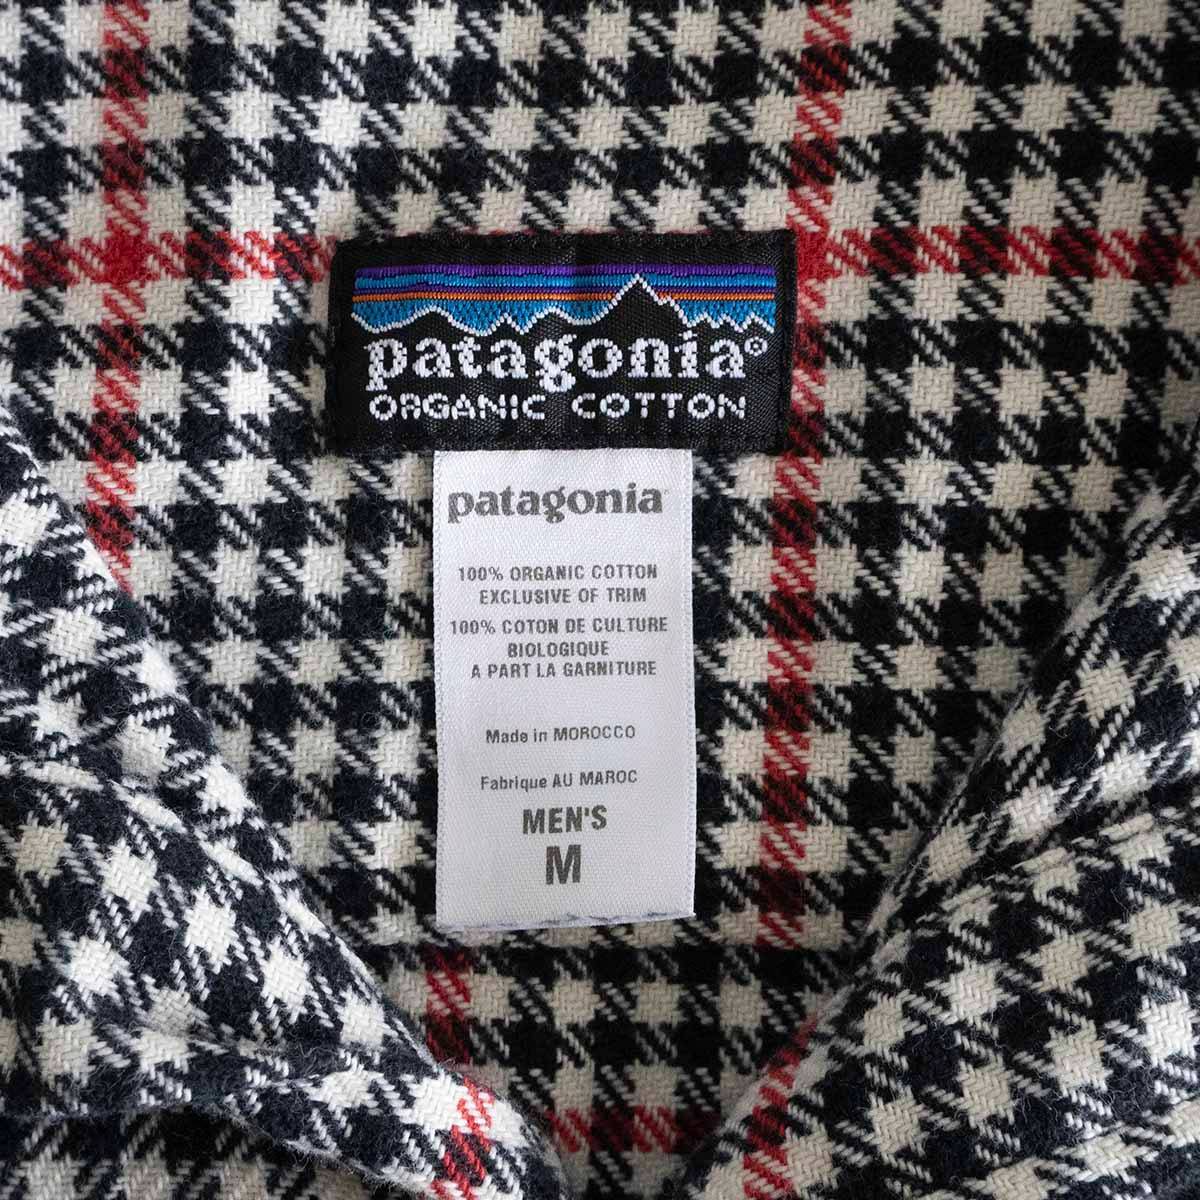 patagonia®
ORGANIC COTTON
patagonia
100% ORGANIC COTTON
EXCLUSIVE OF TRIM
100% COTON DE CULTURE
BIOLOGIQUE
A PART LA GARNITURE
Made in MOROCCO
Fabrique AU MAROC
MEN'S
M